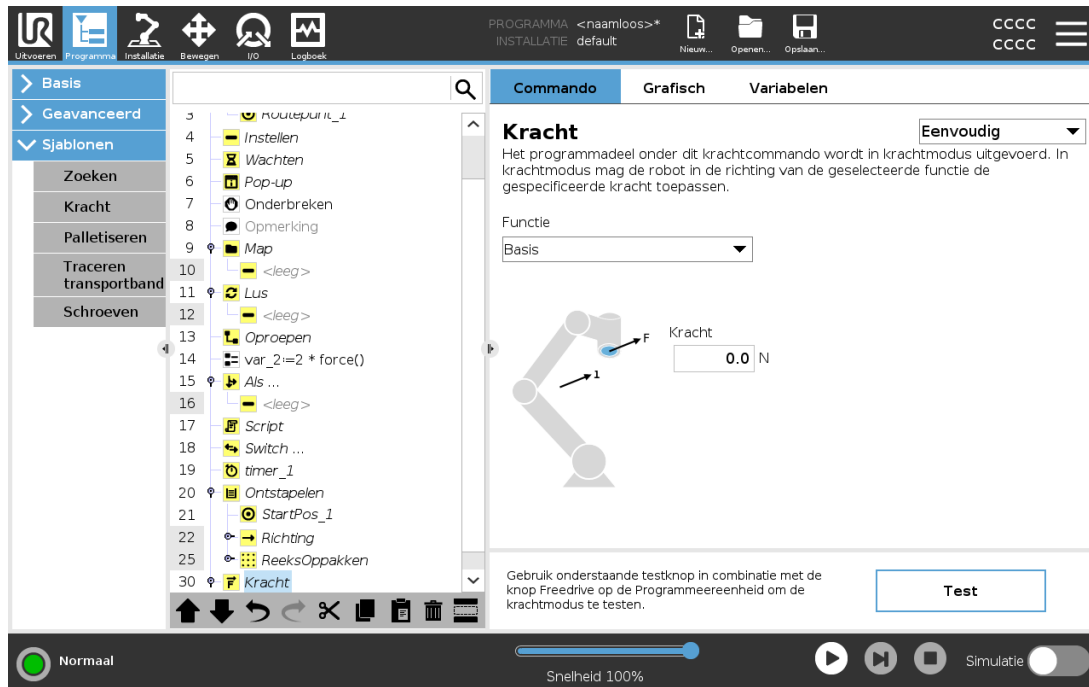 UR
PROGRAMMA <naamloos>*
INSTALLATIE default
CCCC
CCCC
Uitvoeren Programma Installatie Bewegen I/O Logboek Nieuw... Openen... Opslaan...
Basis
Geavanceerd
Sjablonen
Zoeken
Kracht
Palletiseren
Traceren
transportband
Schroeven
3 Routepunt_1
4 Instellen
5 Wachten
6 Pop-up
7 Onderbreken
8 Opmerking
9 Map
10 <leeg>
11 Lus
12 <leeg>
13 Oproepen
14 var_2:=2 * force()
15 Als ...
16 <leeg>
17 Script
18 Switch ...
19 timer_1
20 Ontstapelen
21 StartPos_1
22 Richting
25 ReeksOppakken
30 Kracht
Commando Grafisch Variabelen
Kracht
Eenvoudig
Het programmadeel onder dit krachtcommando wordt in krachtmodus uitgevoerd. In
krachtmodus mag de robot in de richting van de geselecteerde functie de
gespecificeerde kracht toepassen.
Functie
Basis
F
1
Kracht
0.0 N
Gebruik onderstaande testknop in combinatie met de
knop Freedrive op de Programmeereenheid om de
krachtmodus te testen.
Test
Normaal
Snelheid 100%
Simulatie